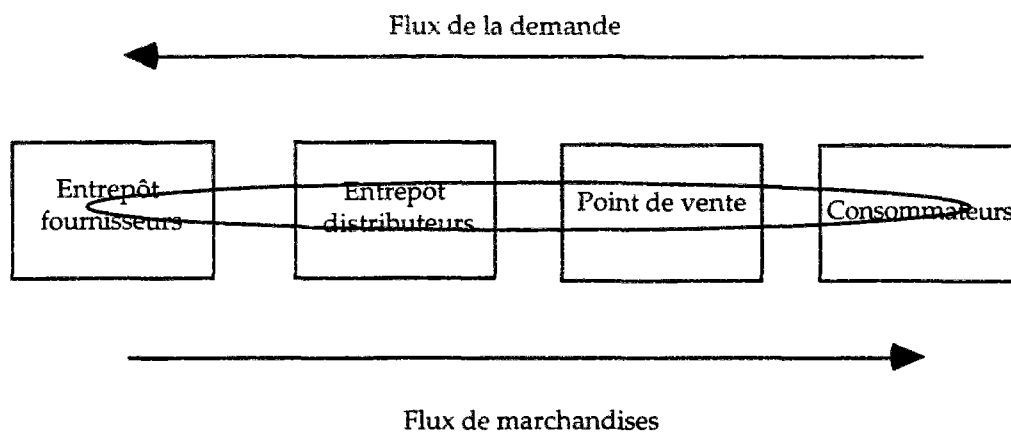 Flux de la demande
Entrepôt
fournisseurs
Entrepôt
distributeurs
Point de vente
Consommateurs
Flux de marchandises